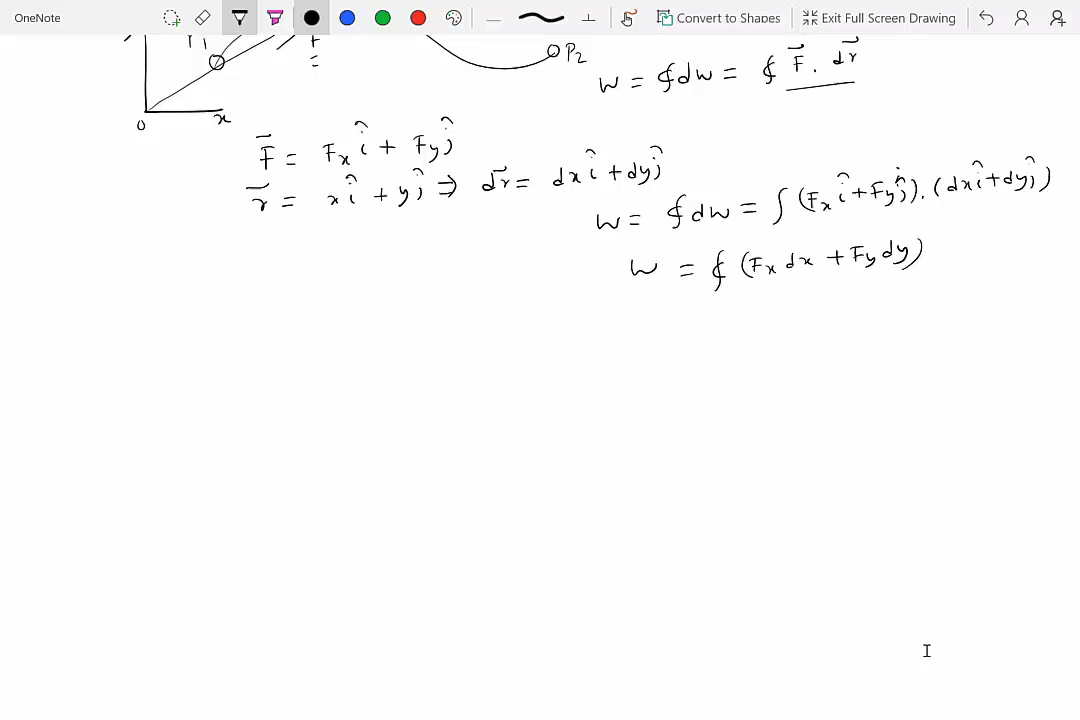 OneNote
Convert to Shapes
Exit Full Screen Drawing
P₁
F
P₂
W = ∮dw = ∮ F⃗ . dr⃗
0
x
F⃗ = Fₓ î + Fy ĵ
r⃗ = x î + y ĵ ⇒ dr⃗ = dx î + dy ĵ
W = ∮ dw = ∫ (Fₓ î + Fy ĵ) . (dx î + dy ĵ)
W = ∮ (Fₓ dx + Fy dy)